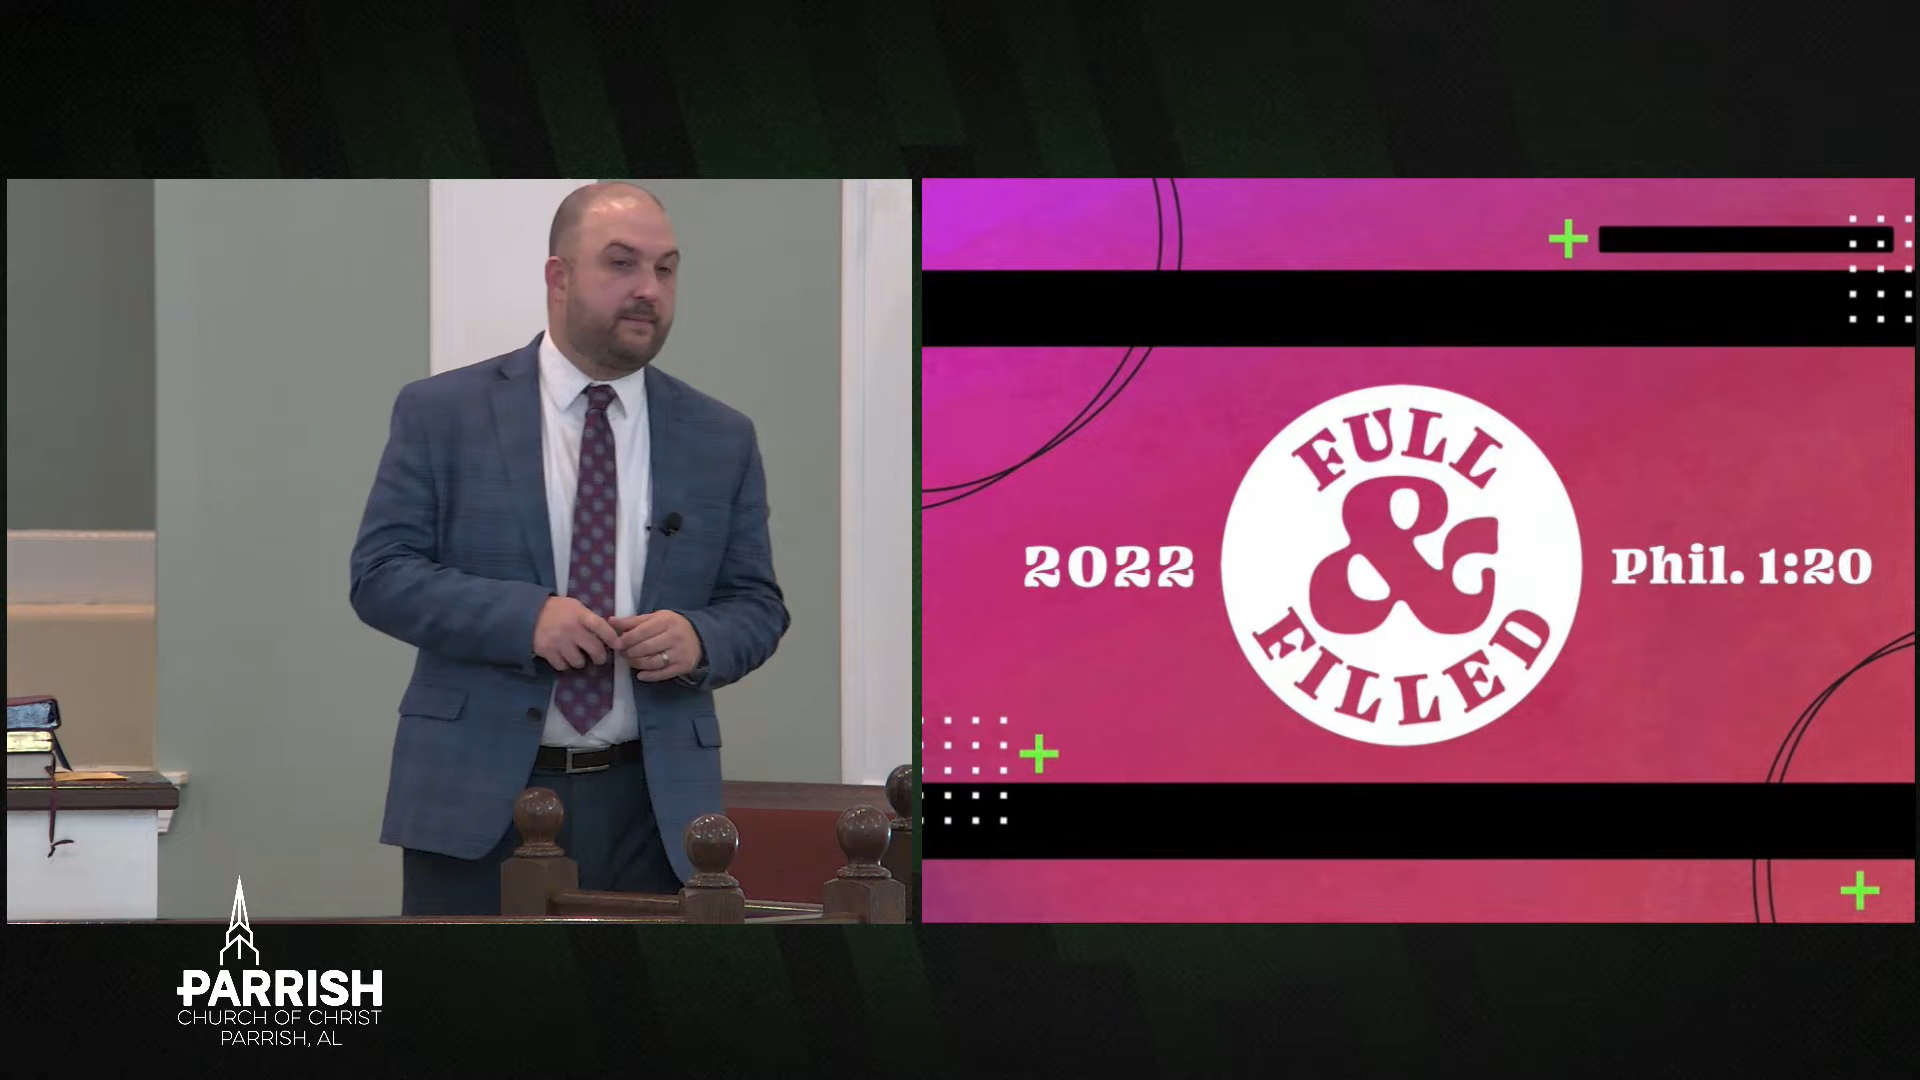 FULL
&
FILLED
2022
Phil. 1:20
PARRISH
CHURCH OF CHRIST
PARRISH, AL